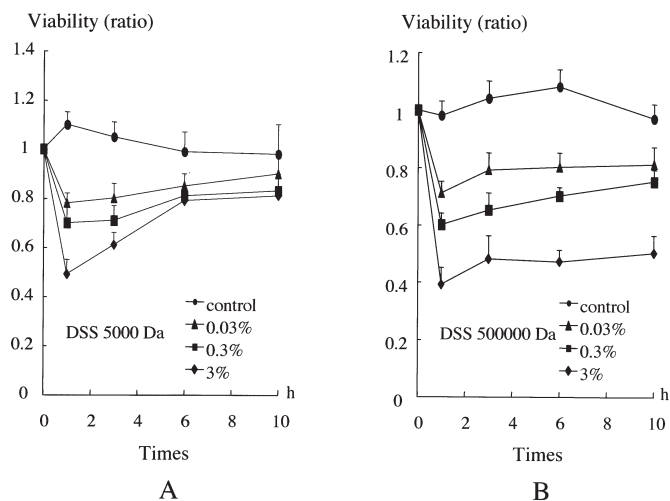 Viability (ratio)
1.4
1.2
1
0.8
0.6
0.4
0.2
0
control
0.03%
0.3%
3%
DSS 5000 Da
h
0 2 4 6 8 10
Times
A
Viability (ratio)
1.2
1
0.8
0.6
0.4
0.2
0
control
0.03%
0.3%
3%
DSS 500000 Da
h
0 2 4 6 8 10
Times
B